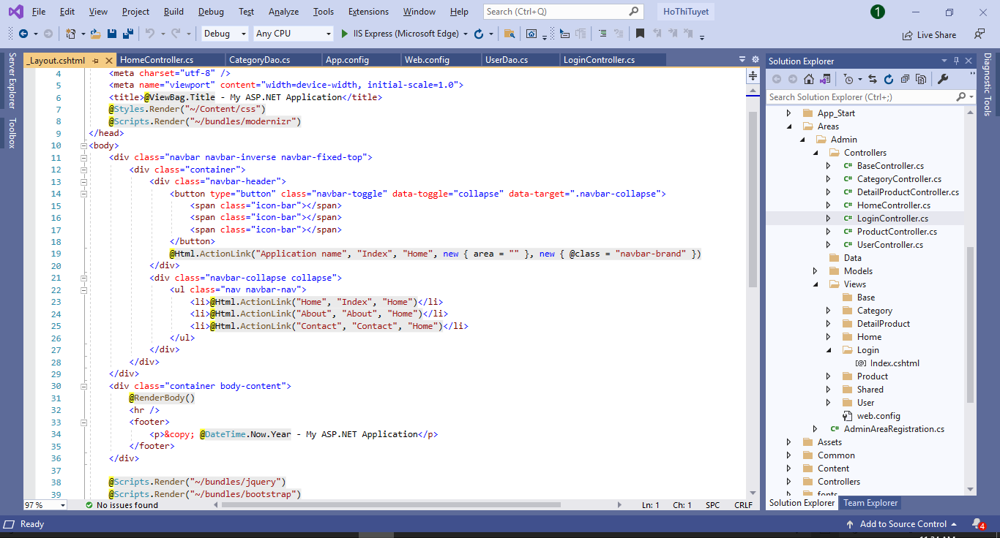 File Edit View Project Build Debug Test Analyze Tools Extensions Window Help Search (Ctrl+Q) HoThiTuyet 1
Debug Any CPU IIS Express (Microsoft Edge) Live Share
Server Explorer
Toolbox
_Layout.cshtml HomeController.cs CategoryDao.cs App.config Web.config UserDao.cs LoginController.cs
4 <meta charset="utf-8" />
5 <meta name="viewport" content="width=device-width, initial-scale=1.0">
6 <title>@ViewBag.Title - My ASP.NET Application</title>
7 @Styles.Render("~/Content/css")
8 @Scripts.Render("~/bundles/modernizr")
9 </head>
10 <body>
11 <div class="navbar navbar-inverse navbar-fixed-top">
12 <div class="container">
13 <div class="navbar-header">
14 <button type="button" class="navbar-toggle" data-toggle="collapse" data-target=".navbar-collapse">
15 <span class="icon-bar"></span>
16 <span class="icon-bar"></span>
17 <span class="icon-bar"></span>
18 </button>
19 @Html.ActionLink("Application name", "Index", "Home", new { area = "" }, new { @class = "navbar-brand" })
20 </div>
21 <div class="navbar-collapse collapse">
22 <ul class="nav navbar-nav">
23 <li>@Html.ActionLink("Home", "Index", "Home")</li>
24 <li>@Html.ActionLink("About", "About", "Home")</li>
25 <li>@Html.ActionLink("Contact", "Contact", "Home")</li>
26 </ul>
27 </div>
28 </div>
29 </div>
30 <div class="container body-content">
31 @RenderBody()
32 <hr />
33 <footer>
34 <p>&copy; @DateTime.Now.Year - My ASP.NET Application</p>
35 </footer>
36 </div>
37
38 @Scripts.Render("~/bundles/jquery")
39 @Scripts.Render("~/bundles/bootstrap")
97 % No issues found Ln: 1 Ch: 1 SPC CRLF
Solution Explorer
Search Solution Explorer (Ctrl+;)
App_Start
Areas
Admin
Controllers
C# BaseController.cs
C# CategoryController.cs
C# DetailProductController.cs
C# HomeController.cs
C# LoginController.cs
C# ProductController.cs
C# UserController.cs
Data
Models
Views
Base
Category
DetailProduct
Home
Login
[@] Index.cshtml
Product
Shared
User
web.config
C# AdminAreaRegistration.cs
Assets
Common
Content
Controllers
fonts
Solution Explorer Team Explorer
Diagnostic Tools
Ready Add to Source Control 4